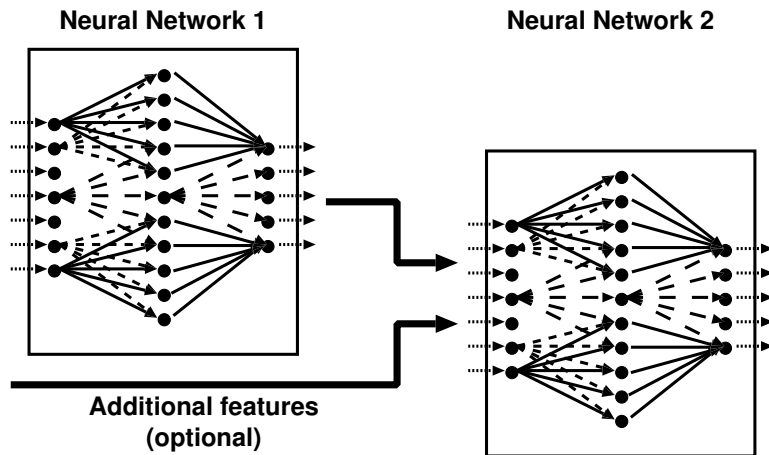 Neural Network 1
Neural Network 2
Additional features
(optional)